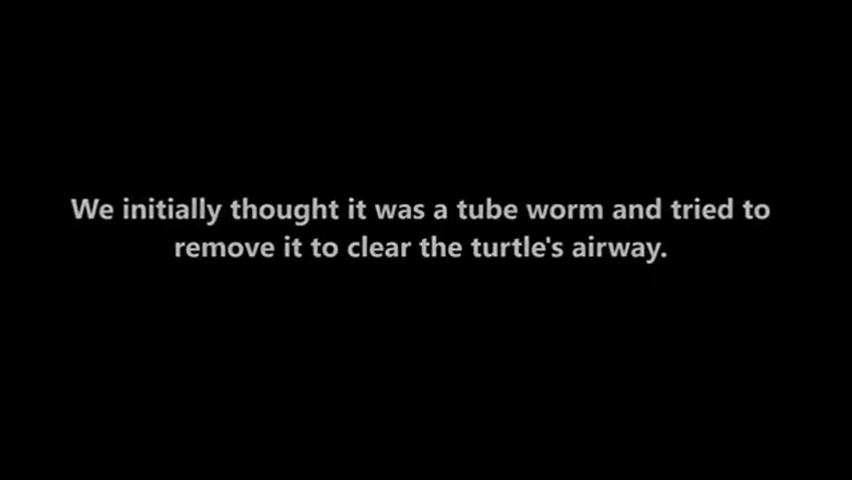 We initially thought it was a tube worm and tried to
remove it to clear the turtle's airway.